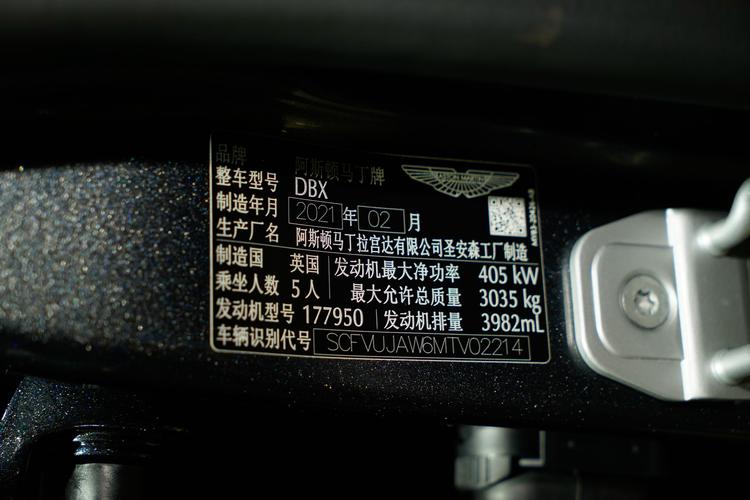 品牌 阿斯顿马丁牌
整车型号 DBX
制造年月 2021 年 02 月
生产厂名 阿斯顿马丁拉宫达有限公司圣安森工厂制造
制造国 英国 发动机最大净功率 405 kW
乘坐人数 5 人 最大允许总质量 3035 kg
发动机型号 177950 发动机排量 3982mL
车辆识别代号 SCFVUJAW6MTV02214